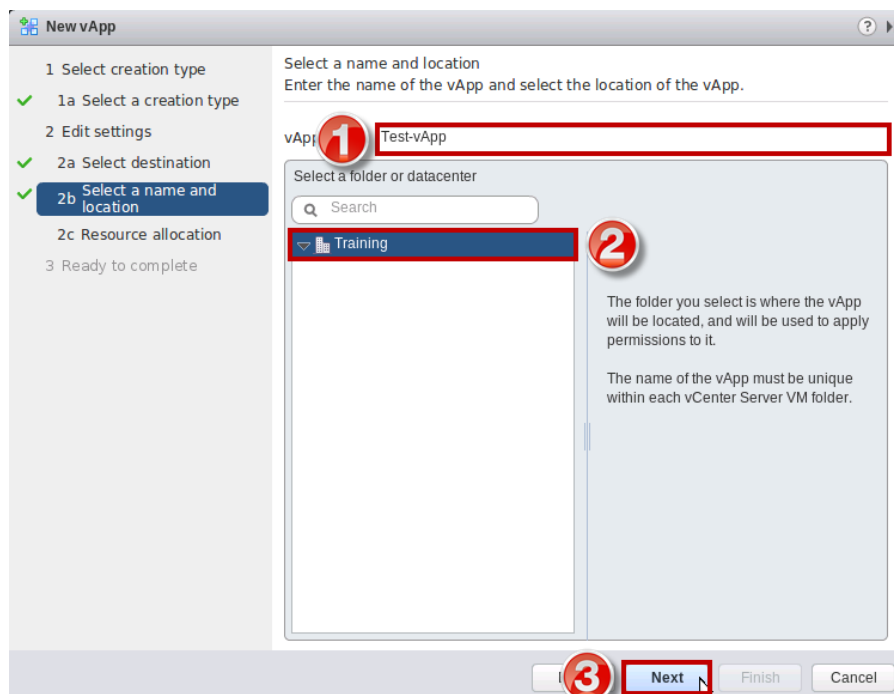 New vApp
?
1 Select creation type
1a Select a creation type
2 Edit settings
2a Select destination
2b Select a name and
location
2c Resource allocation
3 Ready to complete
Select a name and location
Enter the name of the vApp and select the location of the vApp.
1
Test-vApp
Select a folder or datacenter
Search
Training
2
The folder you select is where the vApp
will be located, and will be used to apply
permissions to it.
The name of the vApp must be unique
within each vCenter Server VM folder.
3
Next
Finish
Cancel